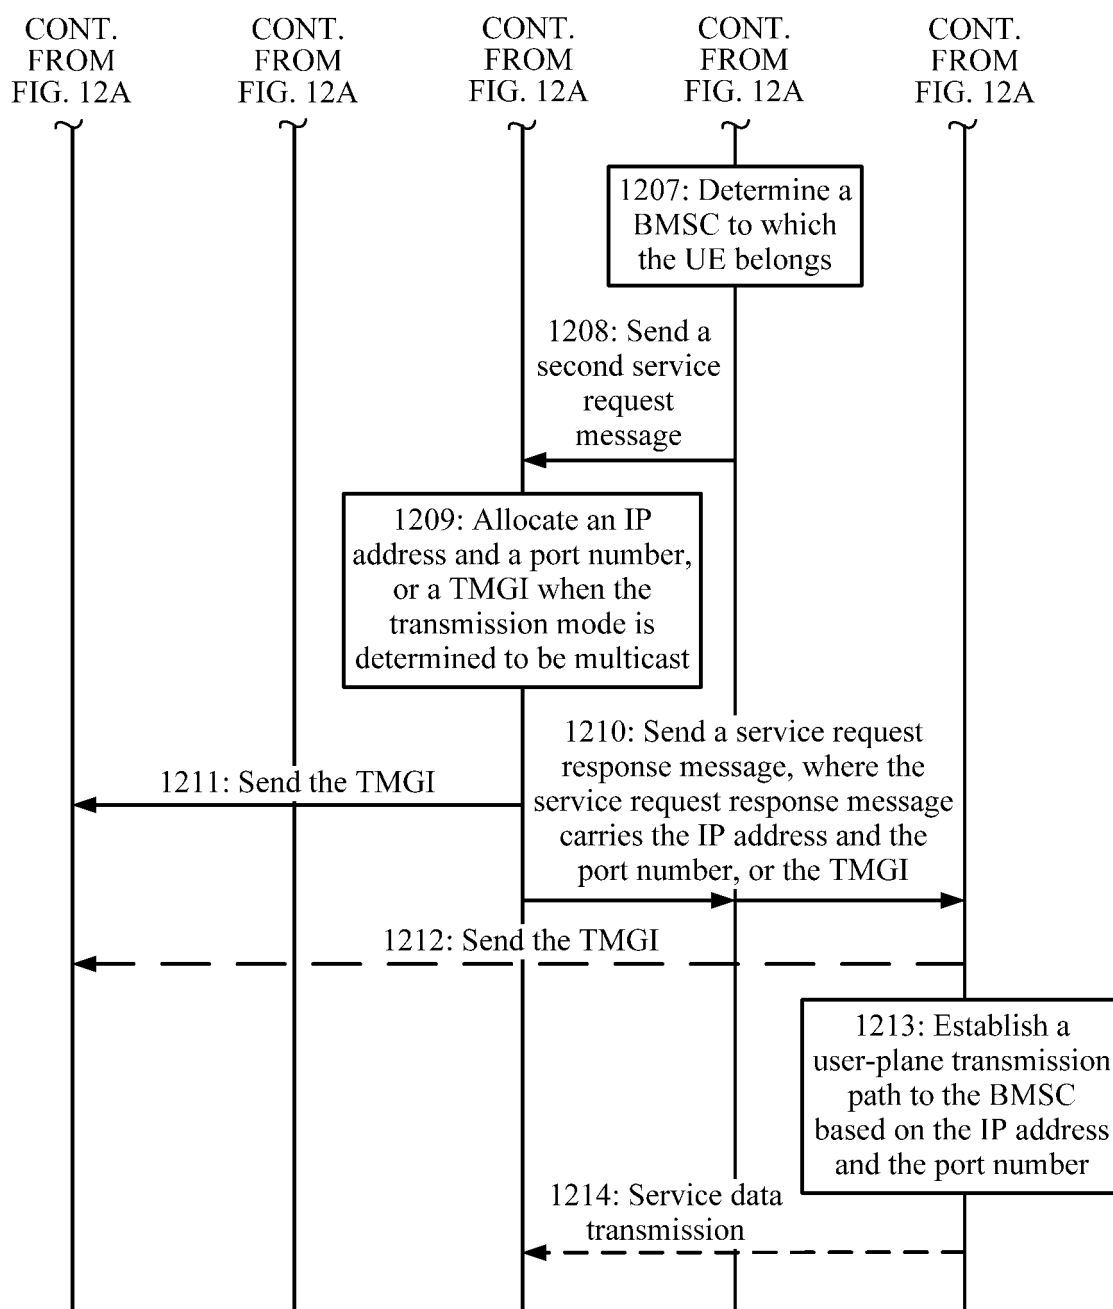 CONT.
FROM
FIG. 12A
CONT.
FROM
FIG. 12A
CONT.
FROM
FIG. 12A
CONT.
FROM
FIG. 12A
CONT.
FROM
FIG. 12A
1207: Determine a
BMSC to which
the UE belongs
1208: Send a
second service
request
message
1209: Allocate an IP
address and a port number,
or a TMGI when the
transmission mode is
determined to be multicast
1210: Send a service request
response message, where the
service request response message
carries the IP address and the
port number, or the TMGI
1211: Send the TMGI
1212: Send the TMGI
1213: Establish a
user-plane transmission
path to the BMSC
based on the IP address
and the port number
1214: Service data
transmission